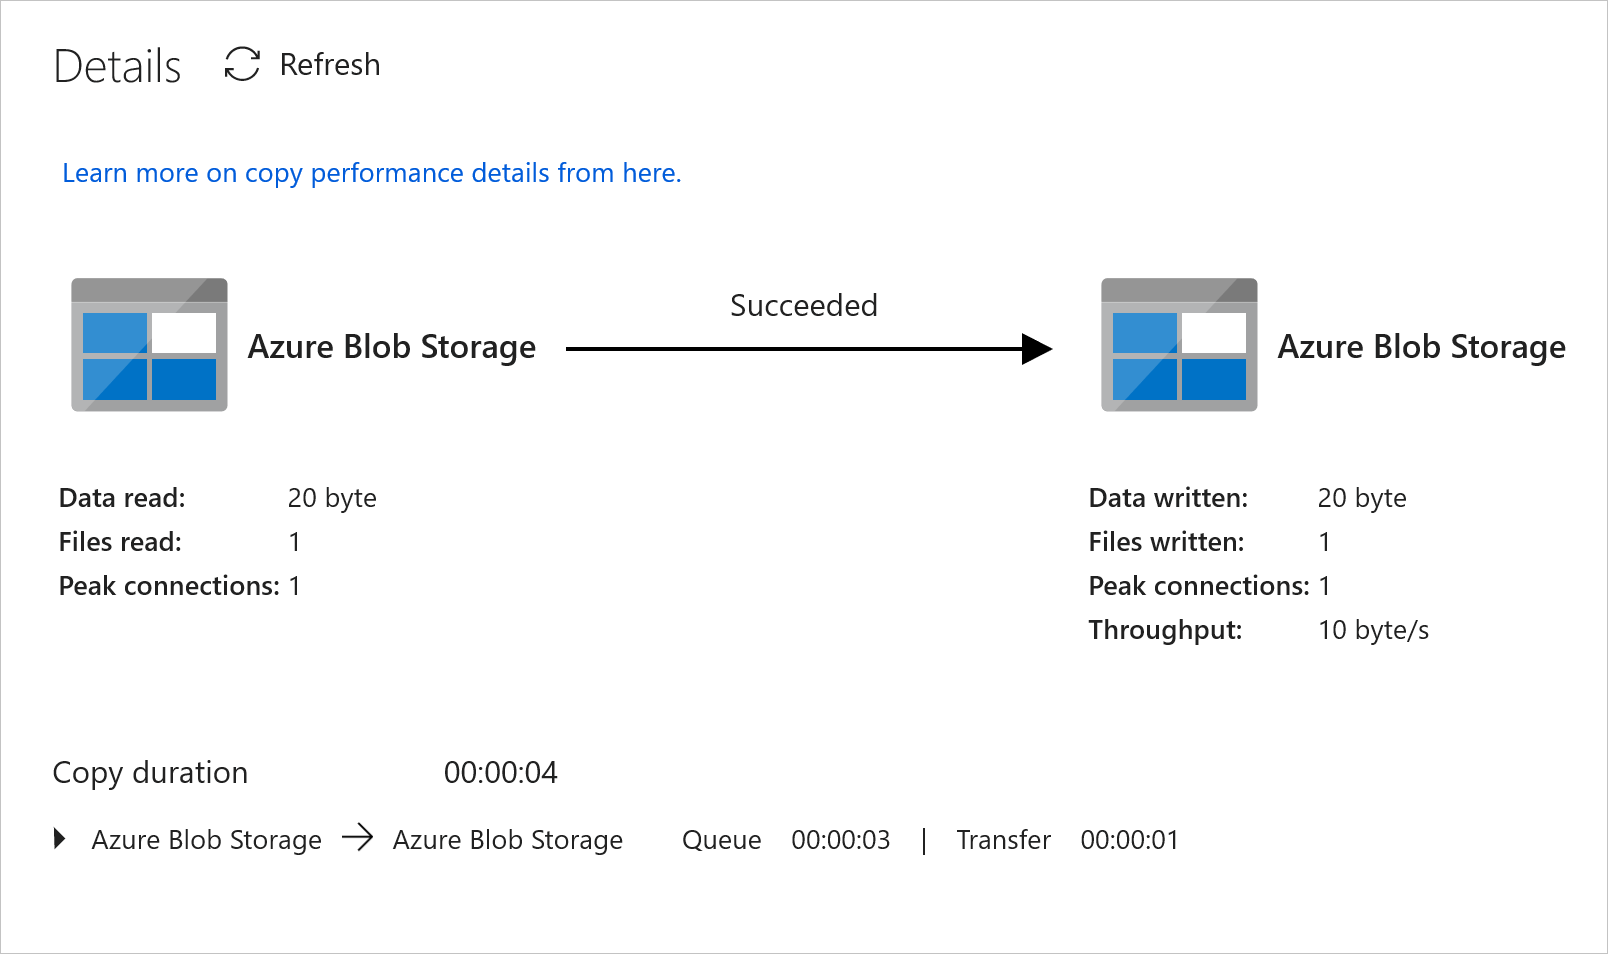 Details Refresh
Learn more on copy performance details from here.
Succeeded
Azure Blob Storage Azure Blob Storage
Data read: 20 byte
Files read: 1
Peak connections: 1
Data written: 20 byte
Files written: 1
Peak connections: 1
Throughput: 10 byte/s
Copy duration 00:00:04
Azure Blob Storage → Azure Blob Storage Queue 00:00:03 | Transfer 00:00:01